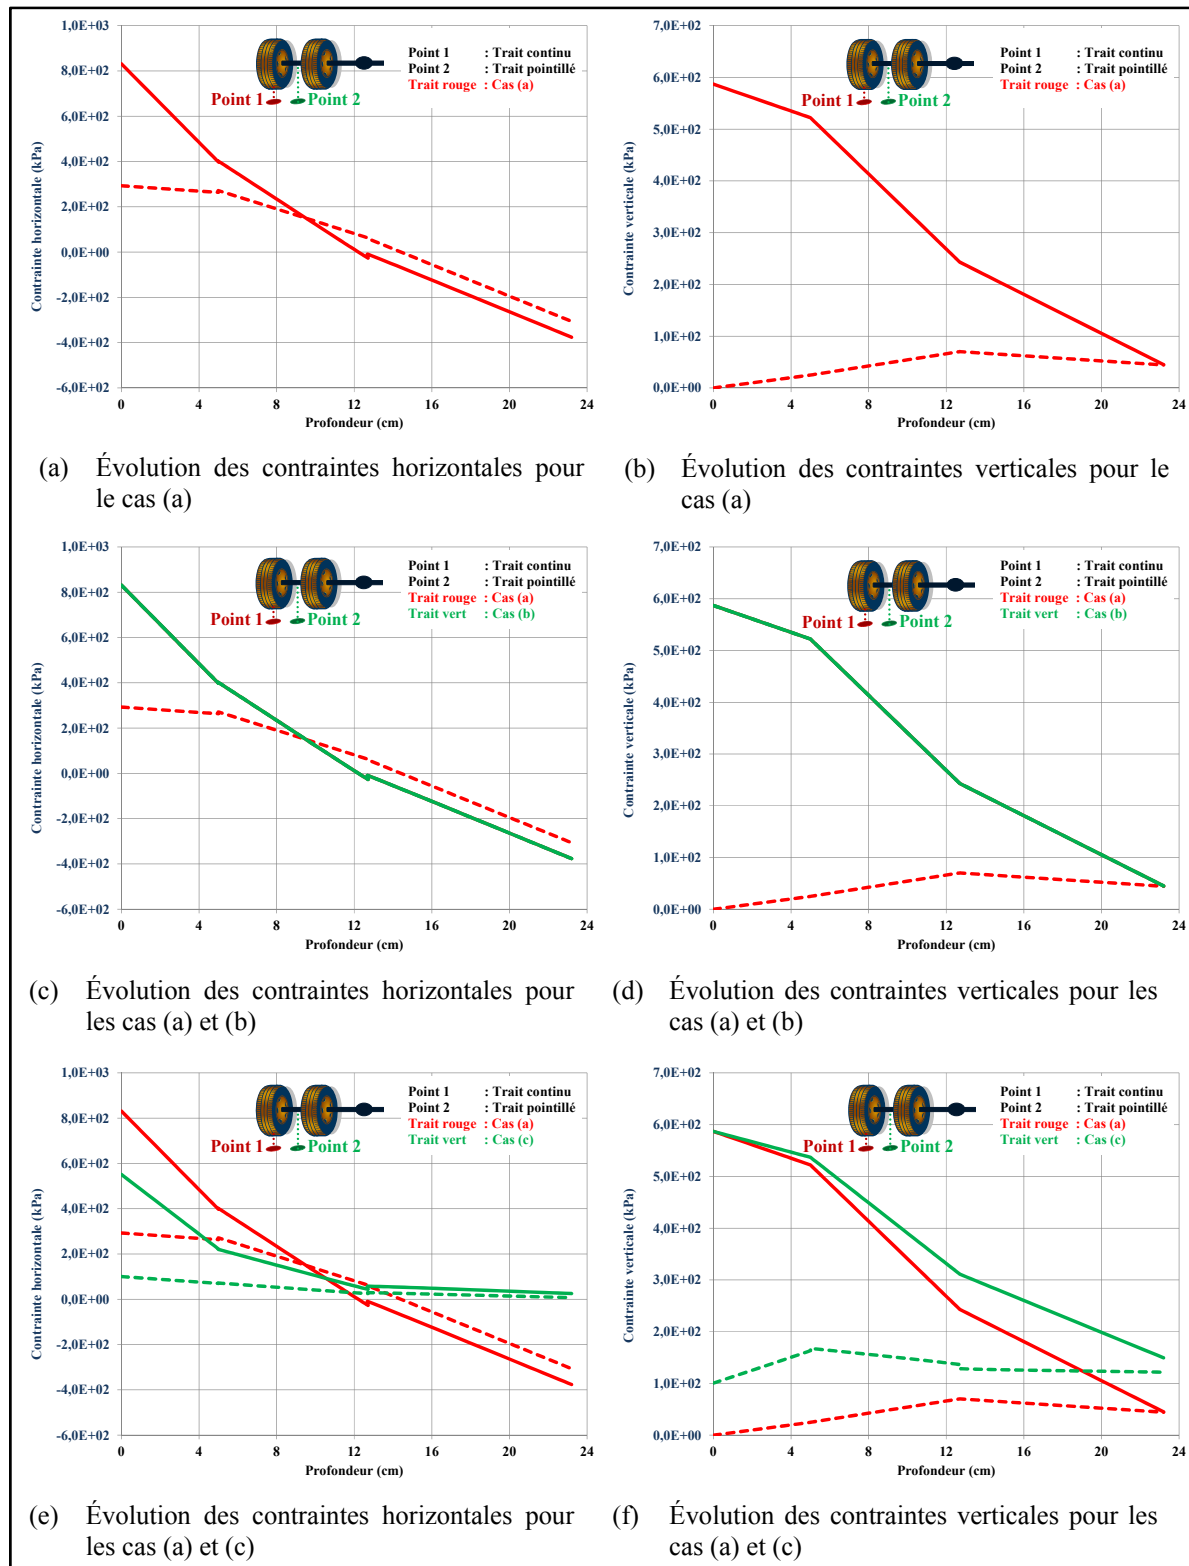 1,0E+03
8,0E+02
6,0E+02
4,0E+02
2,0E+02
0,0E+00
-2,0E+02
-4,0E+02
-6,0E+02
Contrainte horizontale (kPa)
0 4 8 12 16 20 24
Profondeur (cm)
Point 1 : Trait continu
Point 2 : Trait pointillé
Trait rouge : Cas (a)
Point 1 Point 2
7,0E+02
6,0E+02
5,0E+02
4,0E+02
3,0E+02
2,0E+02
1,0E+02
0,0E+00
Contrainte verticale (kPa)
0 4 8 12 16 20 24
Profondeur (cm)
Point 1 : Trait continu
Point 2 : Trait pointillé
Trait rouge : Cas (a)
Point 1 Point 2
(a) Évolution des contraintes horizontales pour
le cas (a)
(b) Évolution des contraintes verticales pour le
cas (a)
1,0E+03
8,0E+02
6,0E+02
4,0E+02
2,0E+02
0,0E+00
-2,0E+02
-4,0E+02
-6,0E+02
Contrainte horizontale (kPa)
0 4 8 12 16 20 24
Profondeur (cm)
Point 1 : Trait continu
Point 2 : Trait pointillé
Trait rouge : Cas (a)
Trait vert : Cas (b)
Point 1 Point 2
7,0E+02
6,0E+02
5,0E+02
4,0E+02
3,0E+02
2,0E+02
1,0E+02
0,0E+00
Contrainte verticale (kPa)
0 4 8 12 16 20 24
Profondeur (cm)
Point 1 : Trait continu
Point 2 : Trait pointillé
Trait rouge : Cas (a)
Trait vert : Cas (b)
Point 1 Point 2
(c) Évolution des contraintes horizontales pour
les cas (a) et (b)
(d) Évolution des contraintes verticales pour les
cas (a) et (b)
1,0E+03
8,0E+02
6,0E+02
4,0E+02
2,0E+02
0,0E+00
-2,0E+02
-4,0E+02
-6,0E+02
Contrainte horizontale (kPa)
0 4 8 12 16 20 24
Profondeur (cm)
Point 1 : Trait continu
Point 2 : Trait pointillé
Trait rouge : Cas (a)
Trait vert : Cas (c)
Point 1 Point 2
7,0E+02
6,0E+02
5,0E+02
4,0E+02
3,0E+02
2,0E+02
1,0E+02
0,0E+00
Contrainte verticale (kPa)
0 4 8 12 16 20 24
Profondeur (cm)
Point 1 : Trait continu
Point 2 : Trait pointillé
Trait rouge : Cas (a)
Trait vert : Cas (c)
Point 1 Point 2
(e) Évolution des contraintes horizontales pour
les cas (a) et (c)
(f) Évolution des contraintes verticales pour les
cas (a) et (c)